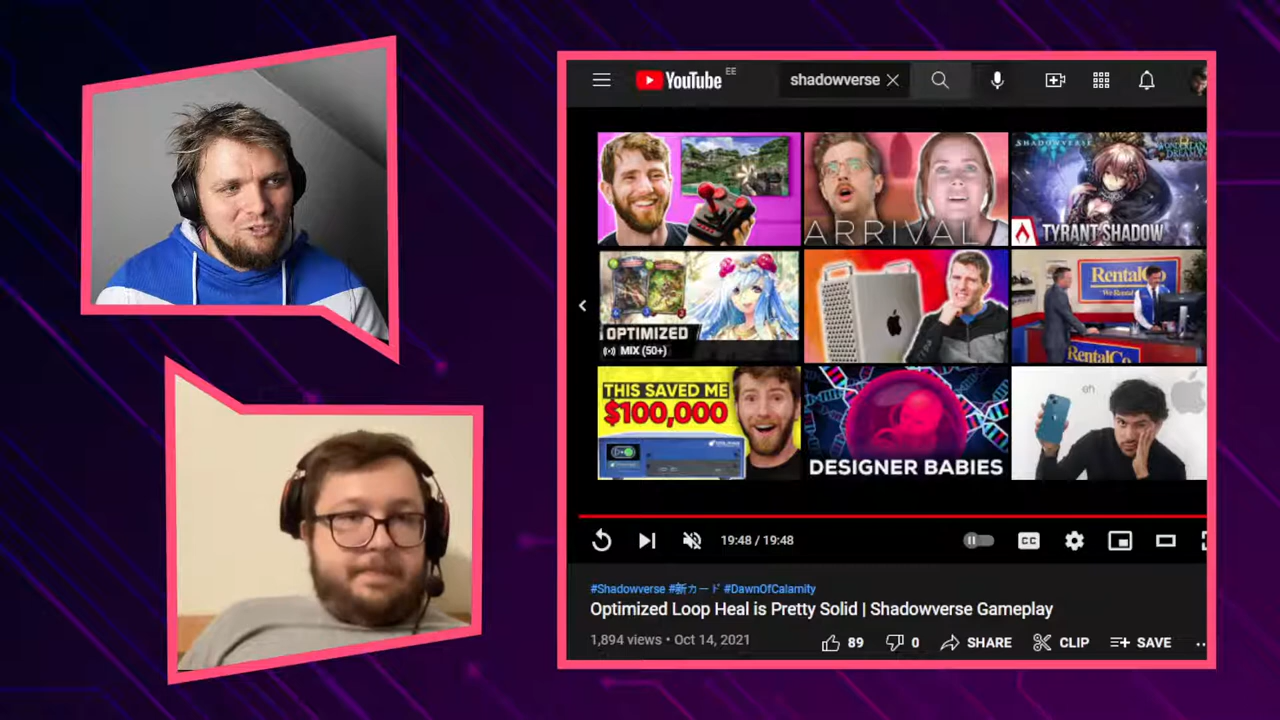 YouTube EE
shadowverse
ARRIVAL
SHADOWVERSE
TYRANT SHADOW
OPTIMIZED
MIX (50+)
RentalCo
RentalCo
THIS SAVED ME
$100,000
DESIGNER BABIES
19:48 / 19:48
CC
#Shadowverse #新カード #DawnOfCalamity
Optimized Loop Heal is Pretty Solid | Shadowverse Gameplay
1,894 views • Oct 14, 2021
89
0
SHARE
CLIP
SAVE